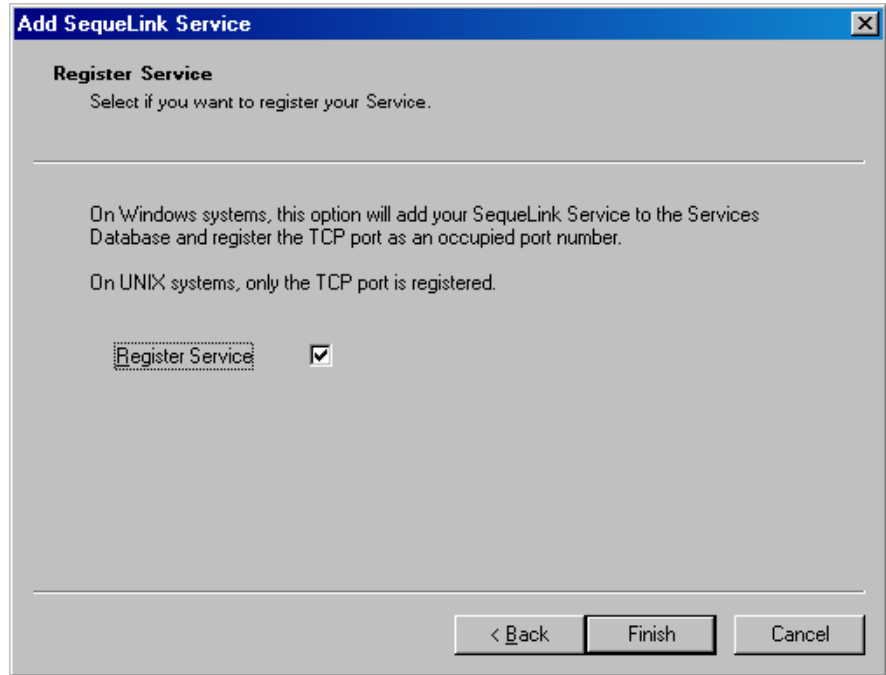 Add SequeLink Service
Register Service
Select if you want to register your Service.
On Windows systems, this option will add your SequeLink Service to the Services
Database and register the TCP port as an occupied port number.
On UNIX systems, only the TCP port is registered.
Register Service
< Back Finish Cancel